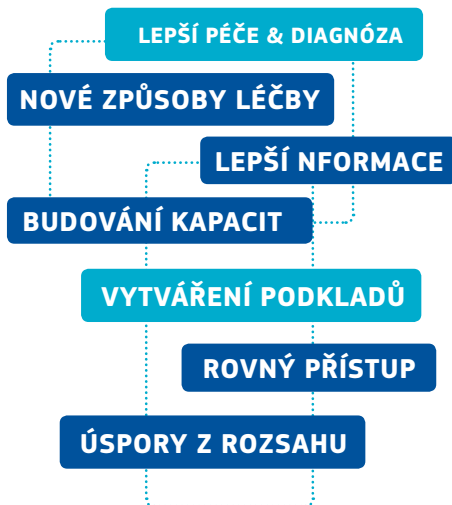 LEPŠÍ PÉČE & DIAGNÓZA
NOVÉ ZPŮSOBY LÉČBY
LEPŠÍ NFORMACE
BUDOVÁNÍ KAPACIT
VYTVÁŘENÍ PODKLADŮ
ROVNÝ PŘÍSTUP
ÚSPORY Z ROZSAHU